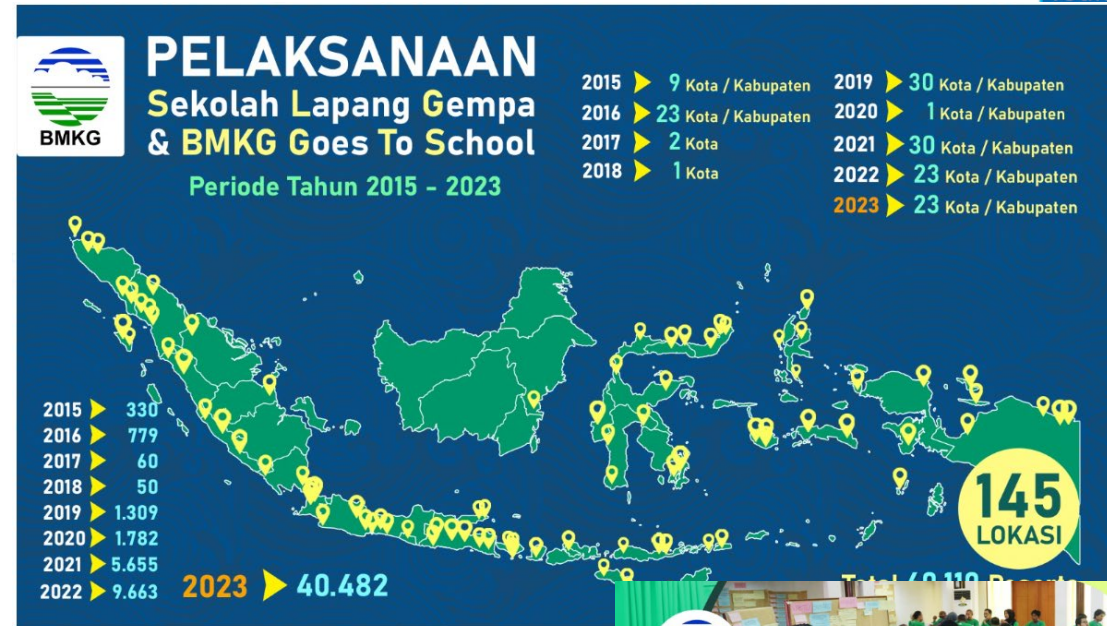 BMKG
PELAKSANAAN
Sekolah Lapang Gempa
& BMKG Goes To School
Periode Tahun 2015 - 2023
2015 9 Kota / Kabupaten
2016 23 Kota / Kabupaten
2017 2 Kota
2018 1 Kota
2019 30 Kota / Kabupaten
2020 1 Kota / Kabupaten
2021 30 Kota / Kabupaten
2022 23 Kota / Kabupaten
2023 23 Kota / Kabupaten
2015 330
2016 779
2017 60
2018 50
2019 1.309
2020 1.782
2021 5.655
2022 9.663
2023 40.482
145
LOKASI
Total